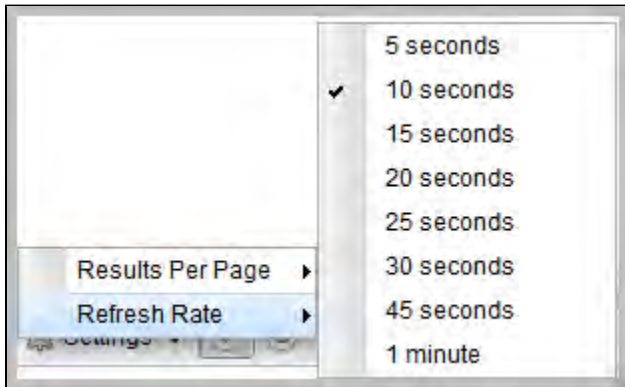 5 seconds
10 seconds
15 seconds
20 seconds
25 seconds
30 seconds
45 seconds
1 minute
Results Per Page
Refresh Rate
Settings